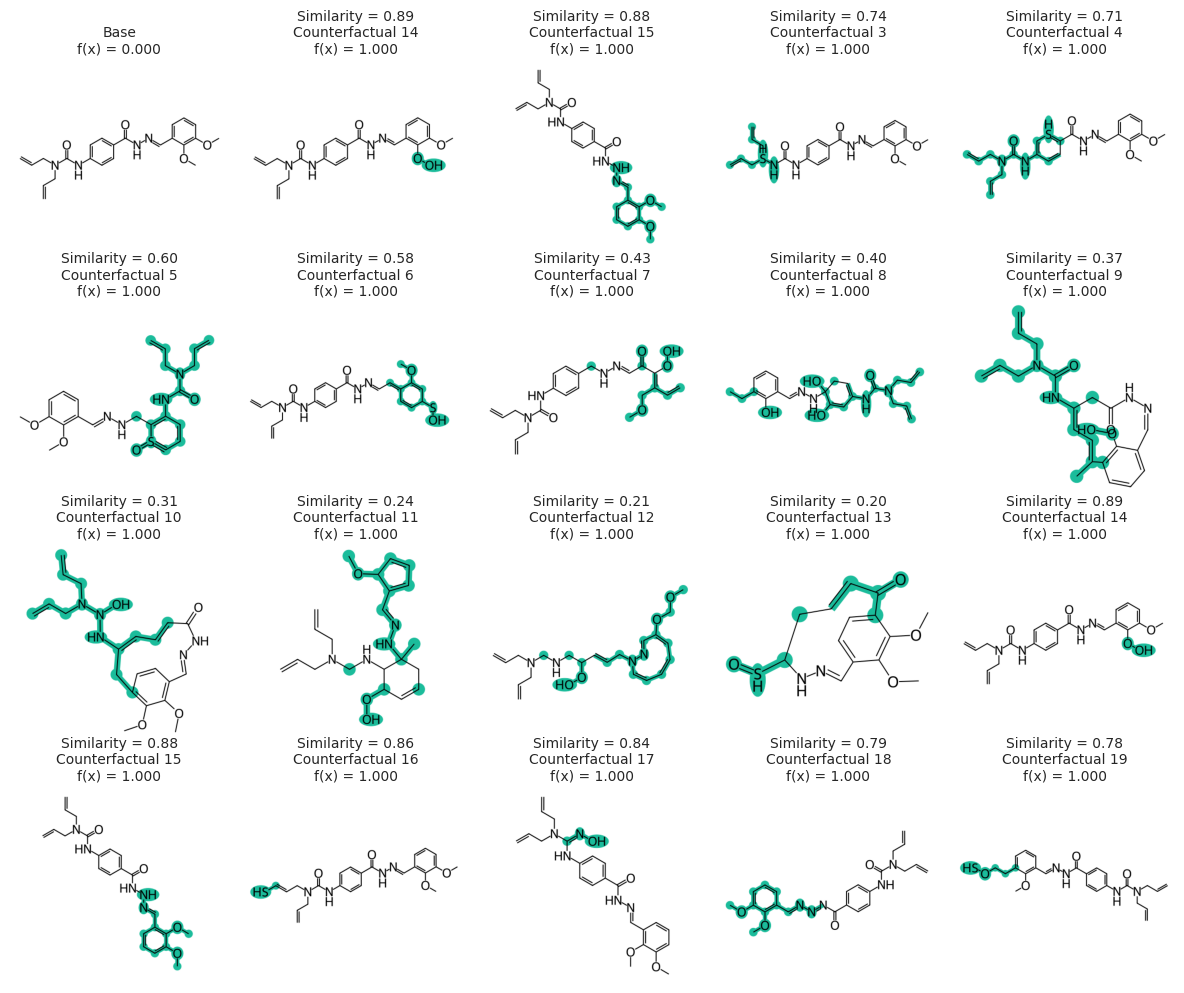 Base
f(x) = 0.000
Similarity = 0.89
Counterfactual 14
f(x) = 1.000
Similarity = 0.88
Counterfactual 15
f(x) = 1.000
Similarity = 0.74
Counterfactual 3
f(x) = 1.000
Similarity = 0.71
Counterfactual 4
f(x) = 1.000
Similarity = 0.60
Counterfactual 5
f(x) = 1.000
Similarity = 0.58
Counterfactual 6
f(x) = 1.000
Similarity = 0.43
Counterfactual 7
f(x) = 1.000
Similarity = 0.40
Counterfactual 8
f(x) = 1.000
Similarity = 0.37
Counterfactual 9
f(x) = 1.000
Similarity = 0.31
Counterfactual 10
f(x) = 1.000
Similarity = 0.24
Counterfactual 11
f(x) = 1.000
Similarity = 0.21
Counterfactual 12
f(x) = 1.000
Similarity = 0.20
Counterfactual 13
f(x) = 1.000
Similarity = 0.89
Counterfactual 14
f(x) = 1.000
Similarity = 0.88
Counterfactual 15
f(x) = 1.000
Similarity = 0.86
Counterfactual 16
f(x) = 1.000
Similarity = 0.84
Counterfactual 17
f(x) = 1.000
Similarity = 0.79
Counterfactual 18
f(x) = 1.000
Similarity = 0.78
Counterfactual 19
f(x) = 1.000